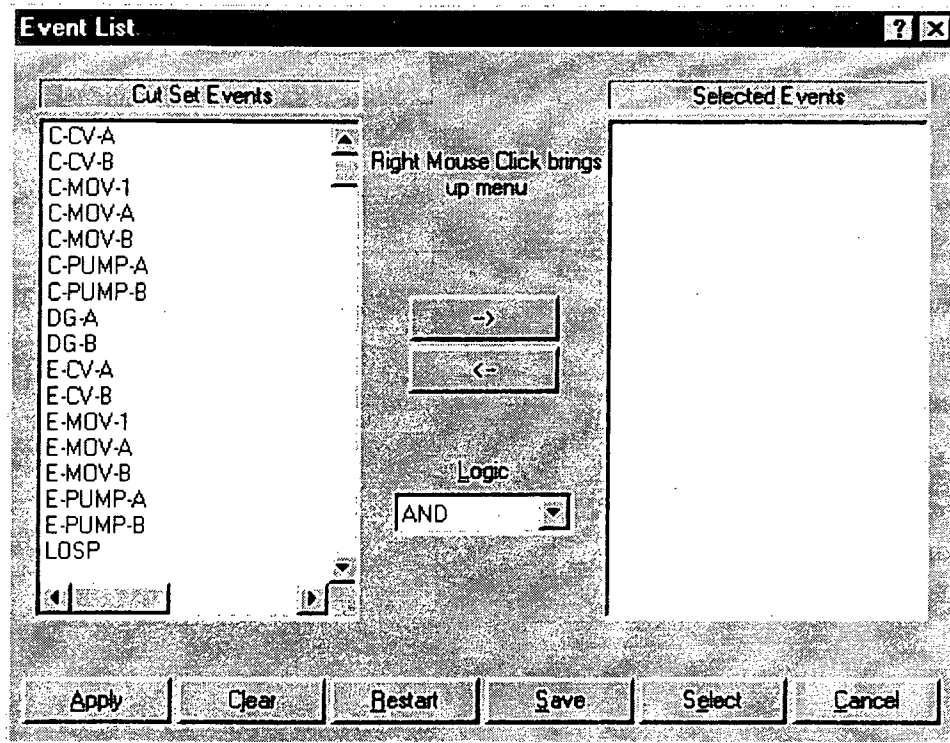 Event List
? X
Cut Set Events
C-CV-A
C-CV-B
C-MOV-1
C-MOV-A
C-MOV-B
C-PUMP-A
C-PUMP-B
DG-A
DG-B
E-CV-A
E-CV-B
E-MOV-1
E-MOV-A
E-MOV-B
E-PUMP-A
E-PUMP-B
LOSP
Right Mouse Click brings
up menu
-->
<--
Logic
AND
Selected Events
Apply
Clear
Restart
Save
Select
Cancel